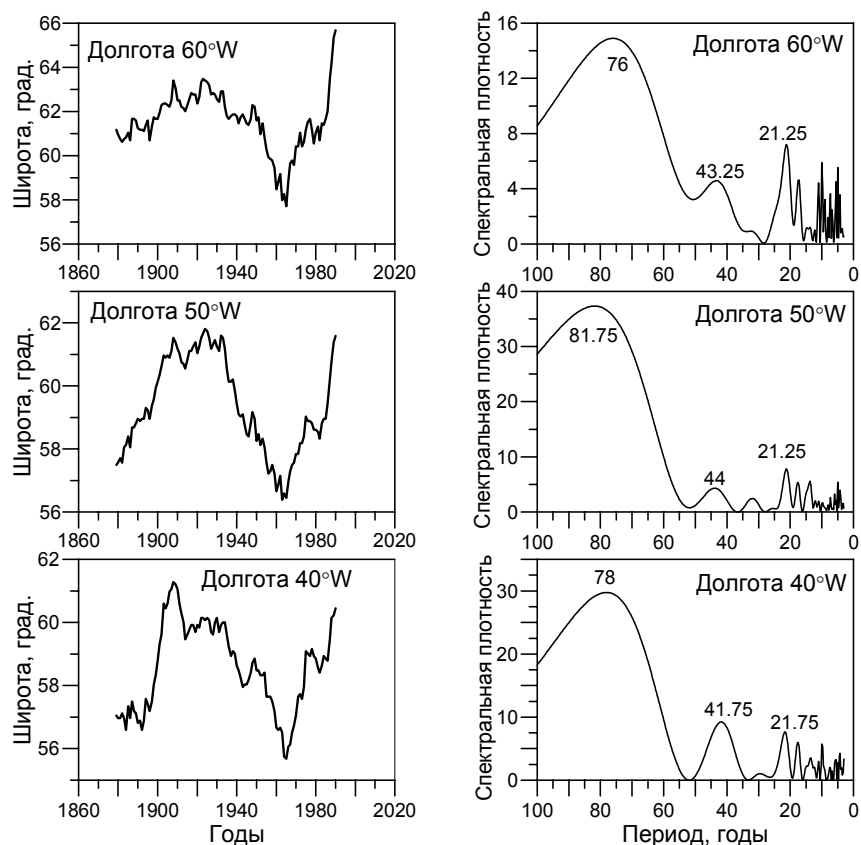 Долгота 60°W
Широта, град.
66
64
62
60
58
56
1860 1900 1940 1980 2020
Долгота 60°W
Спектральная плотность
16
12
8
4
0
76
43.25
21.25
100 80 60 40 20 0
Долгота 50°W
Широта, град.
62
60
58
56
1860 1900 1940 1980 2020
Долгота 50°W
Спектральная плотность
40
30
20
10
0
81.75
44
21.25
100 80 60 40 20 0
Долгота 40°W
Широта, град.
62
60
58
56
1860 1900 1940 1980 2020
Годы
Долгота 40°W
Спектральная плотность
30
20
10
0
78
41.75
21.75
100 80 60 40 20 0
Период, годы